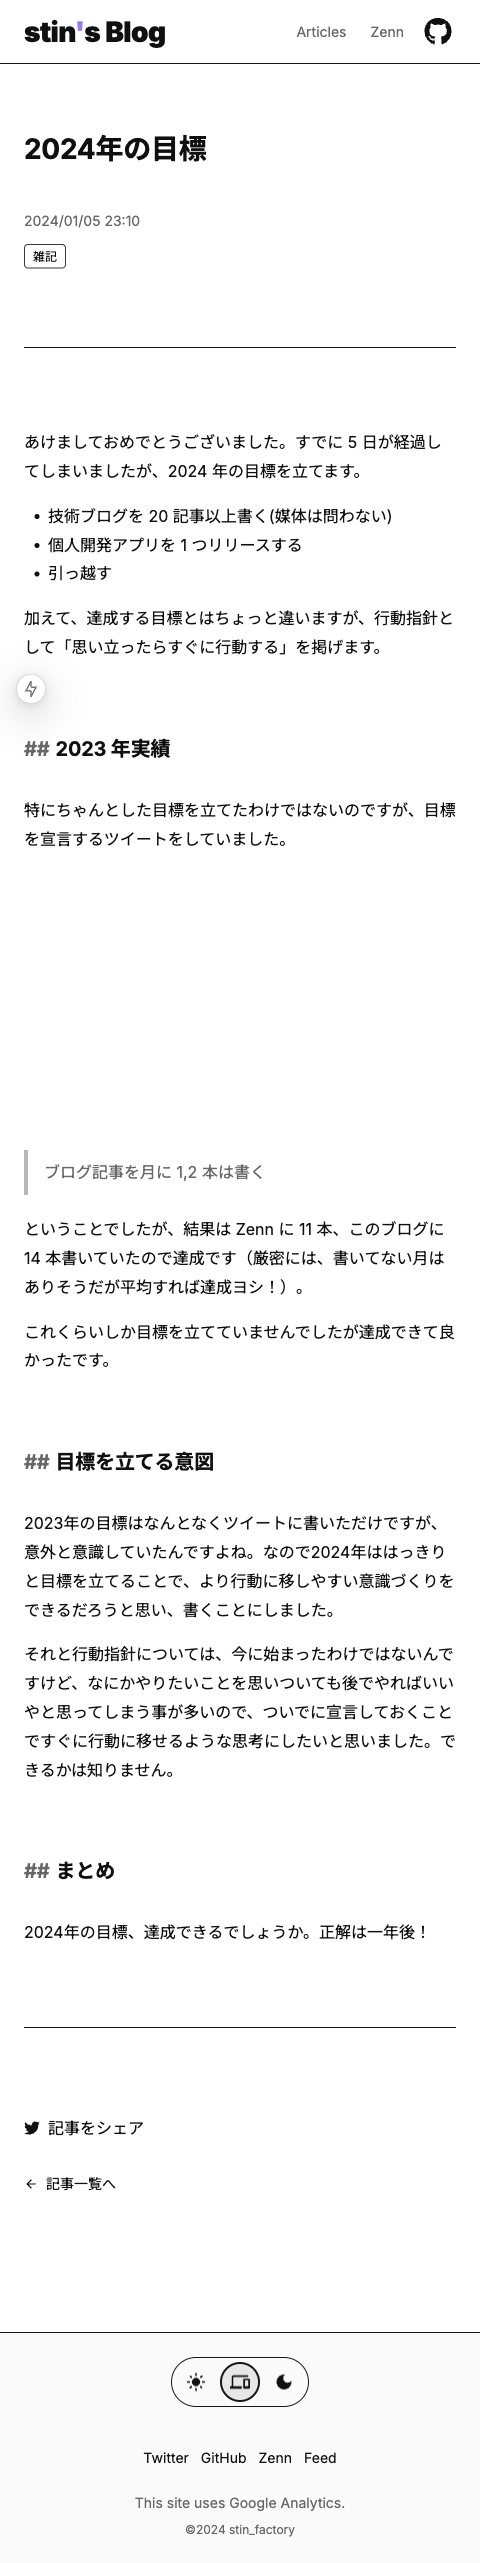 stin's Blog
Articles Zenn
2024年の目標
2024/01/05 23:10
雑記
あけましておめでとうございました。すでに 5 日が経過し
てしまいましたが、2024 年の目標を立てます。
• 技術ブログを 20 記事以上書く(媒体は問わない)
• 個人開発アプリを 1 つリリースする
• 引っ越す
加えて、達成する目標とはちょっと違いますが、行動指針と
して「思い立ったらすぐに行動する」を掲げます。
## 2023 年実績
特にちゃんとした目標を立てたわけではないのですが、目標
を宣言するツイートをしていました。
ブログ記事を月に 1,2 本は書く
ということでしたが、結果は Zenn に 11 本、このブログに
14 本書いていたので達成です（厳密には、書いてない月は
ありそうだが平均すれば達成ヨシ！）。
これくらいしか目標を立てていませんでしたが達成できて良
かったです。
## 目標を立てる意図
2023年の目標はなんとなくツイートに書いただけですが、
意外と意識していたんですよね。なので2024年ははっきり
と目標を立てることで、より行動に移しやすい意識づくりを
できるだろうと思い、書くことにしました。
それと行動指針については、今に始まったわけではないんで
すけど、なにかやりたいことを思いついても後でやればいい
やと思ってしまう事が多いので、ついでに宣言しておくこと
ですぐに行動に移せるような思考にしたいと思いました。で
きるかは知りません。
## まとめ
2024年の目標、達成できるでしょうか。正解は一年後！
記事をシェア
← 記事一覧へ
Twitter GitHub Zenn Feed
This site uses Google Analytics.
©2024 stin_factory